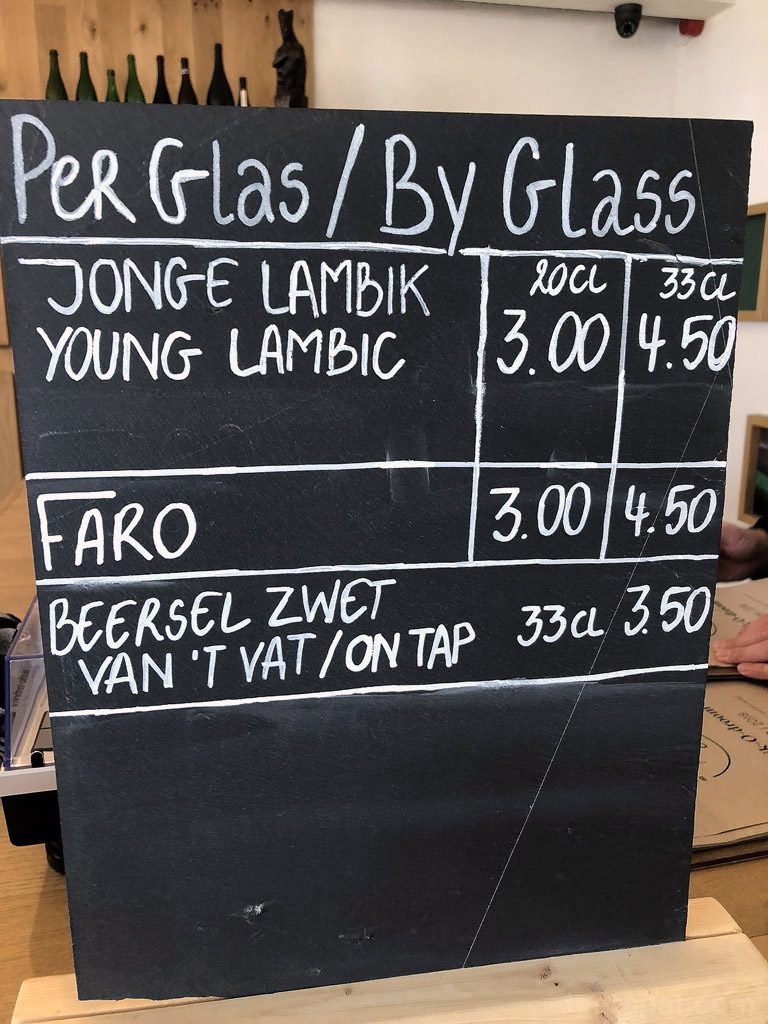 Per Glas / By Glass
JONGE LAMBIK 20CL 33CL
YOUNG LAMBIC 3.00 4.50
FARO 3.00 4.50
BEERSEL ZWET 33CL 3.50
VAN 'T VAT / ON TAP